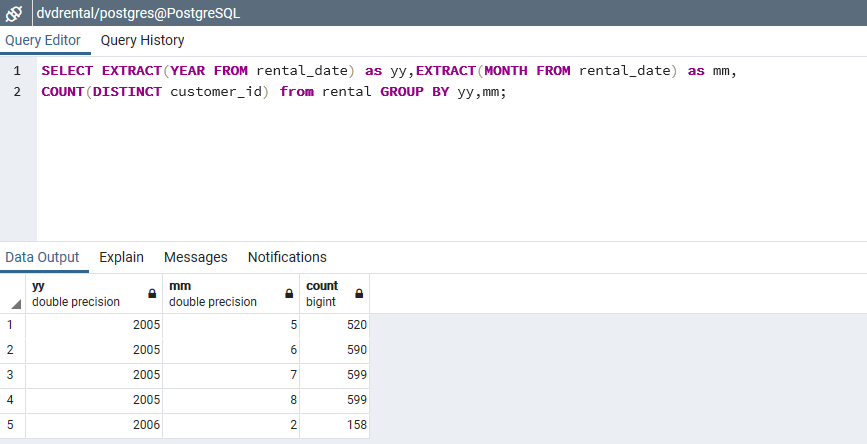 dvdrental/postgres@PostgreSQL
Query Editor Query History
1 SELECT EXTRACT(YEAR FROM rental_date) as yy,EXTRACT(MONTH FROM rental_date) as mm,
2 COUNT(DISTINCT customer_id) from rental GROUP BY yy,mm;
Data Output Explain Messages Notifications
yy mm count
double precision double precision bigint
1 2005 5 520
2 2005 6 590
3 2005 7 599
4 2005 8 599
5 2006 2 158